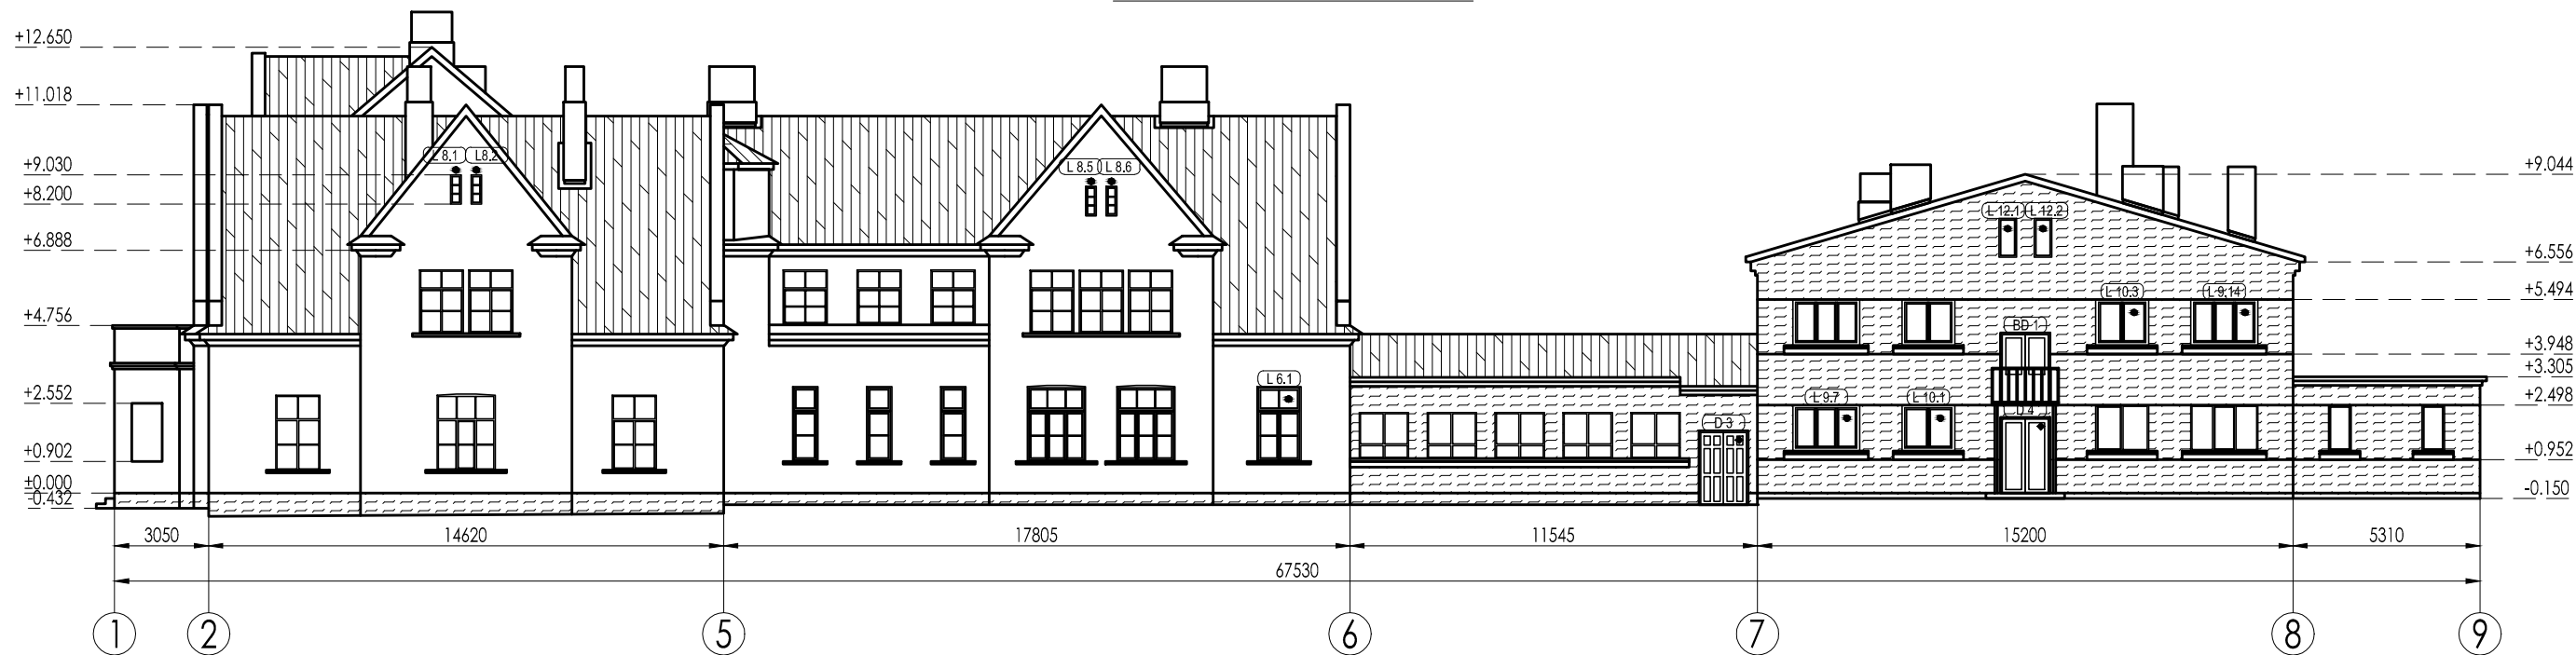 +12.650
+11.018
+9.030
+8.200
+6.888
+4.756
+2.552
+0.902
+0.000
-0.432
L 8.1
L8.2
L 8.5
L 8.6
L 6.1
D 3
L 12.1
L 12.2
L 10.3
L 9.14
BD 1
L 9.7
L 10.1
D 4
+9.044
+6.556
+5.494
+3.948
+3.305
+2.498
+0.952
-0.150
3050
14620
17805
11545
15200
5310
67530
1
2
5
6
7
8
9